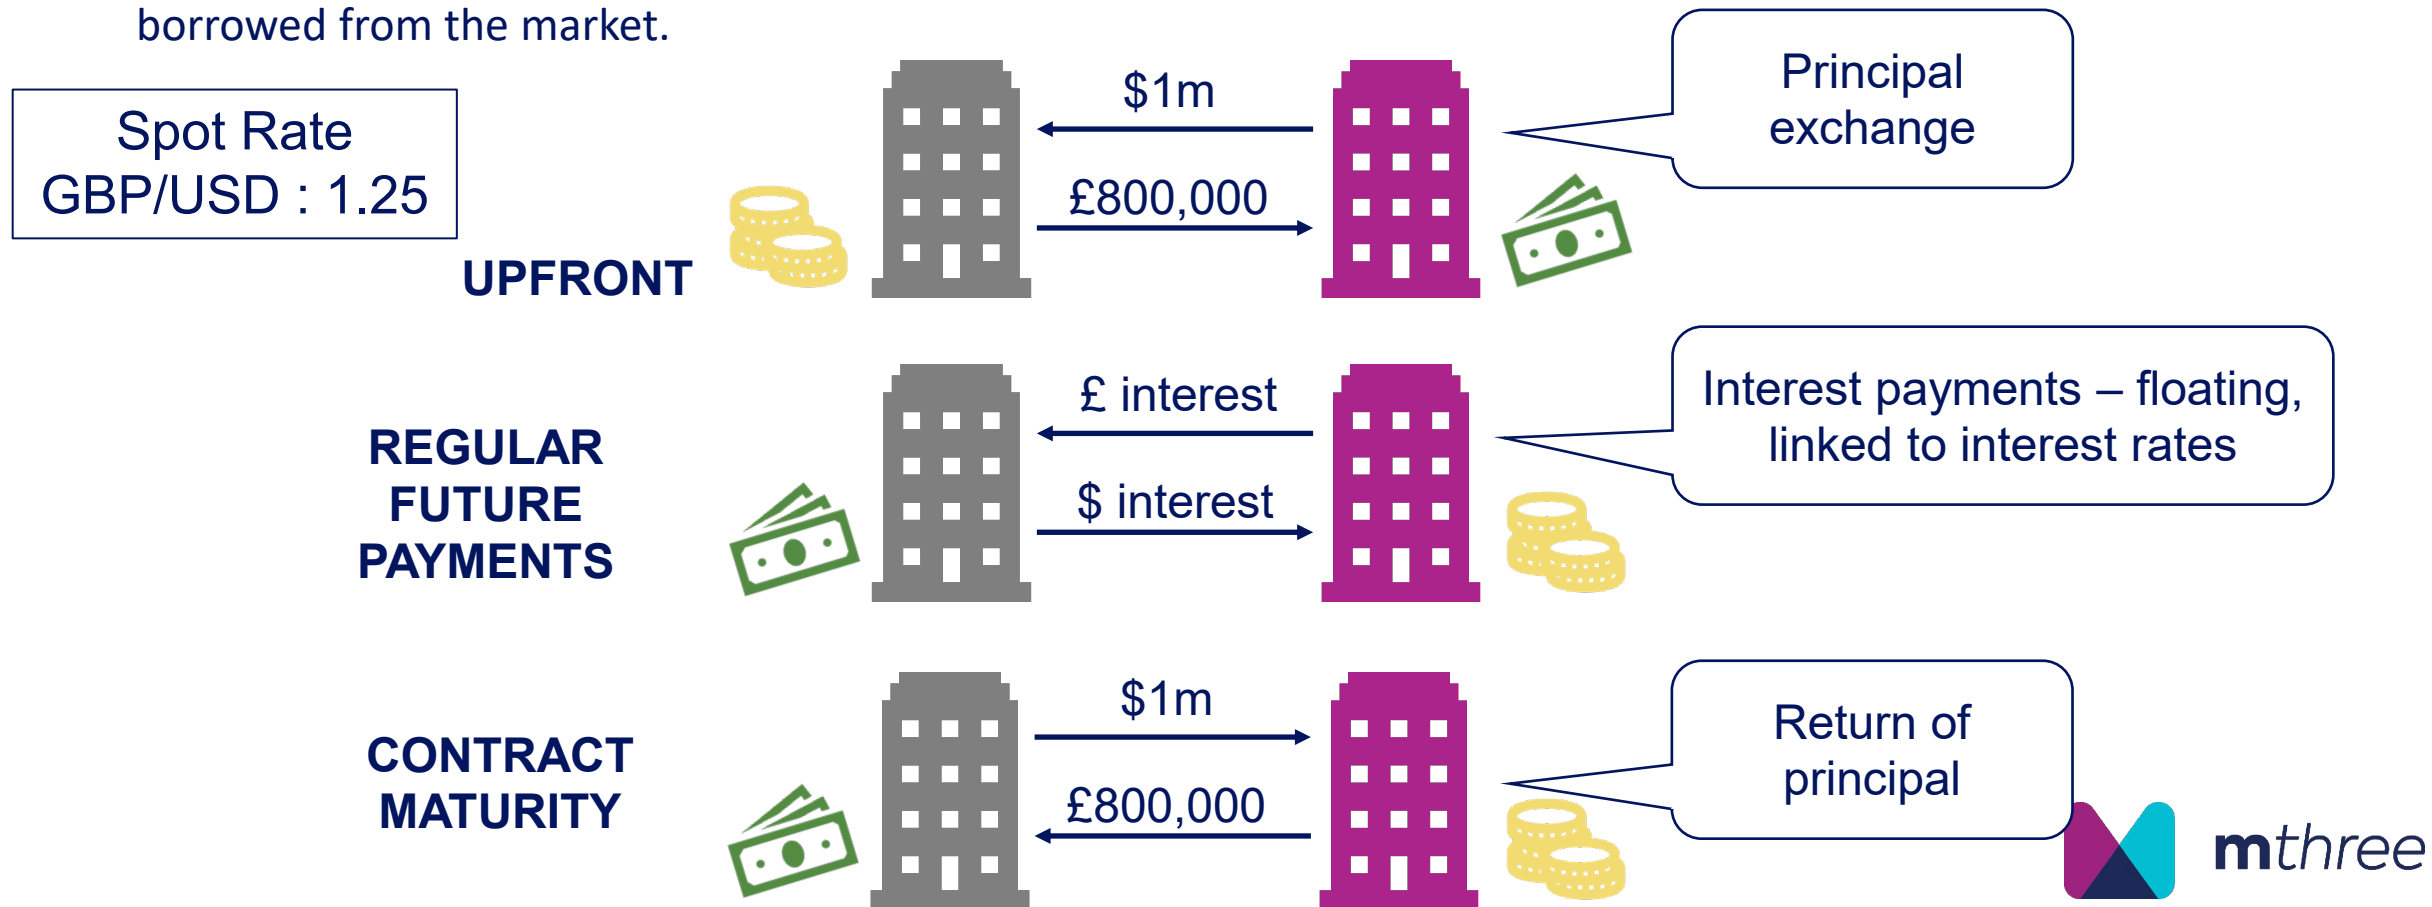 borrowed from the market.
Spot Rate
GBP/USD : 1.25
UPFRONT
$1m
£800,000
Principal
exchange
REGULAR
FUTURE
PAYMENTS
£ interest
$ interest
Interest payments – floating,
linked to interest rates
CONTRACT
MATURITY
$1m
£800,000
Return of
principal
mthree